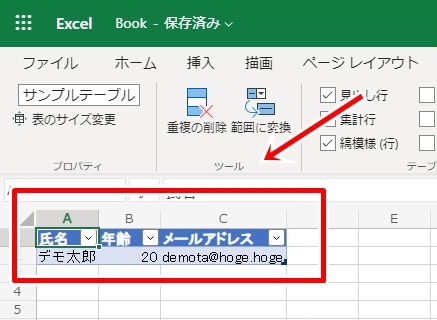 Excel Book - 保存済み
ファイル ホーム 挿入 描画 ページ レイアウト
サンプルテーブル
表のサイズ変更
プロパティ
重複の削除 範囲に変換
ツール
見出し行
集計行
縞模様 (行)
テーブ
A B C E
氏名 年齢 メールアドレス
デモ太郎 20 demota@hoge.hoge
4
5